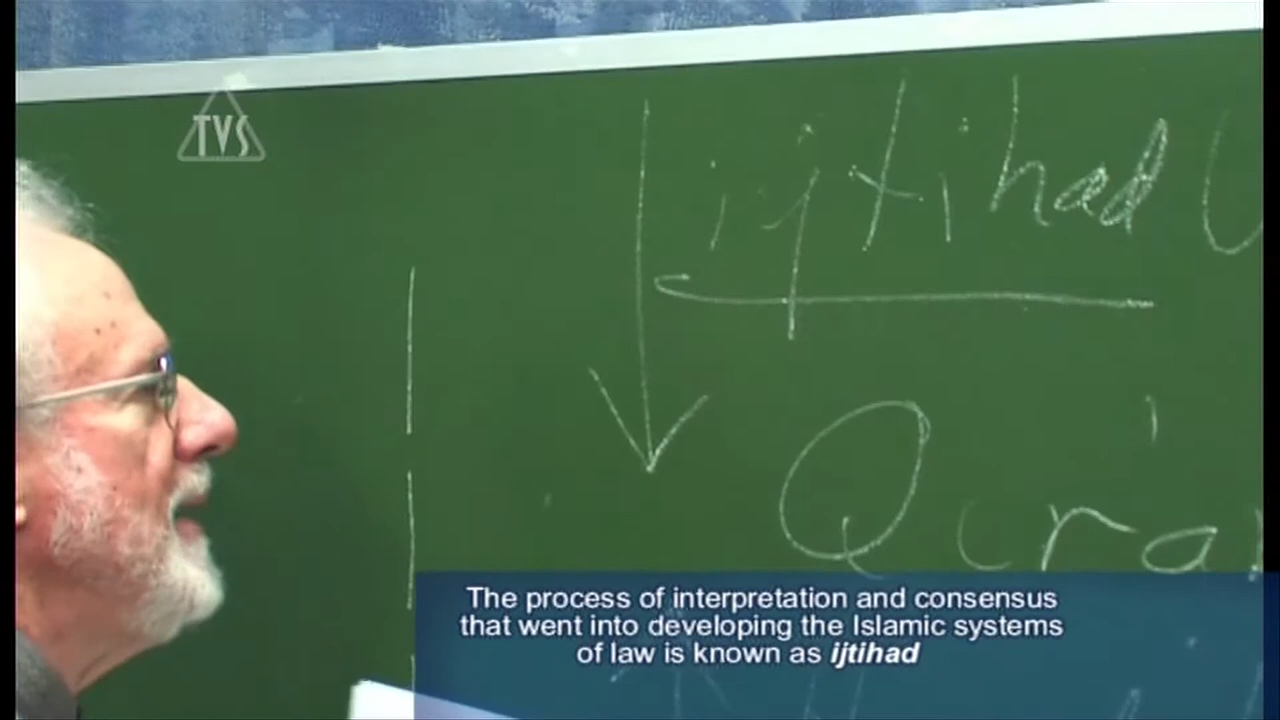 TVS
ijtihad
The process of interpretation and consensus
that went into developing the Islamic systems
of law is known as ijtihad